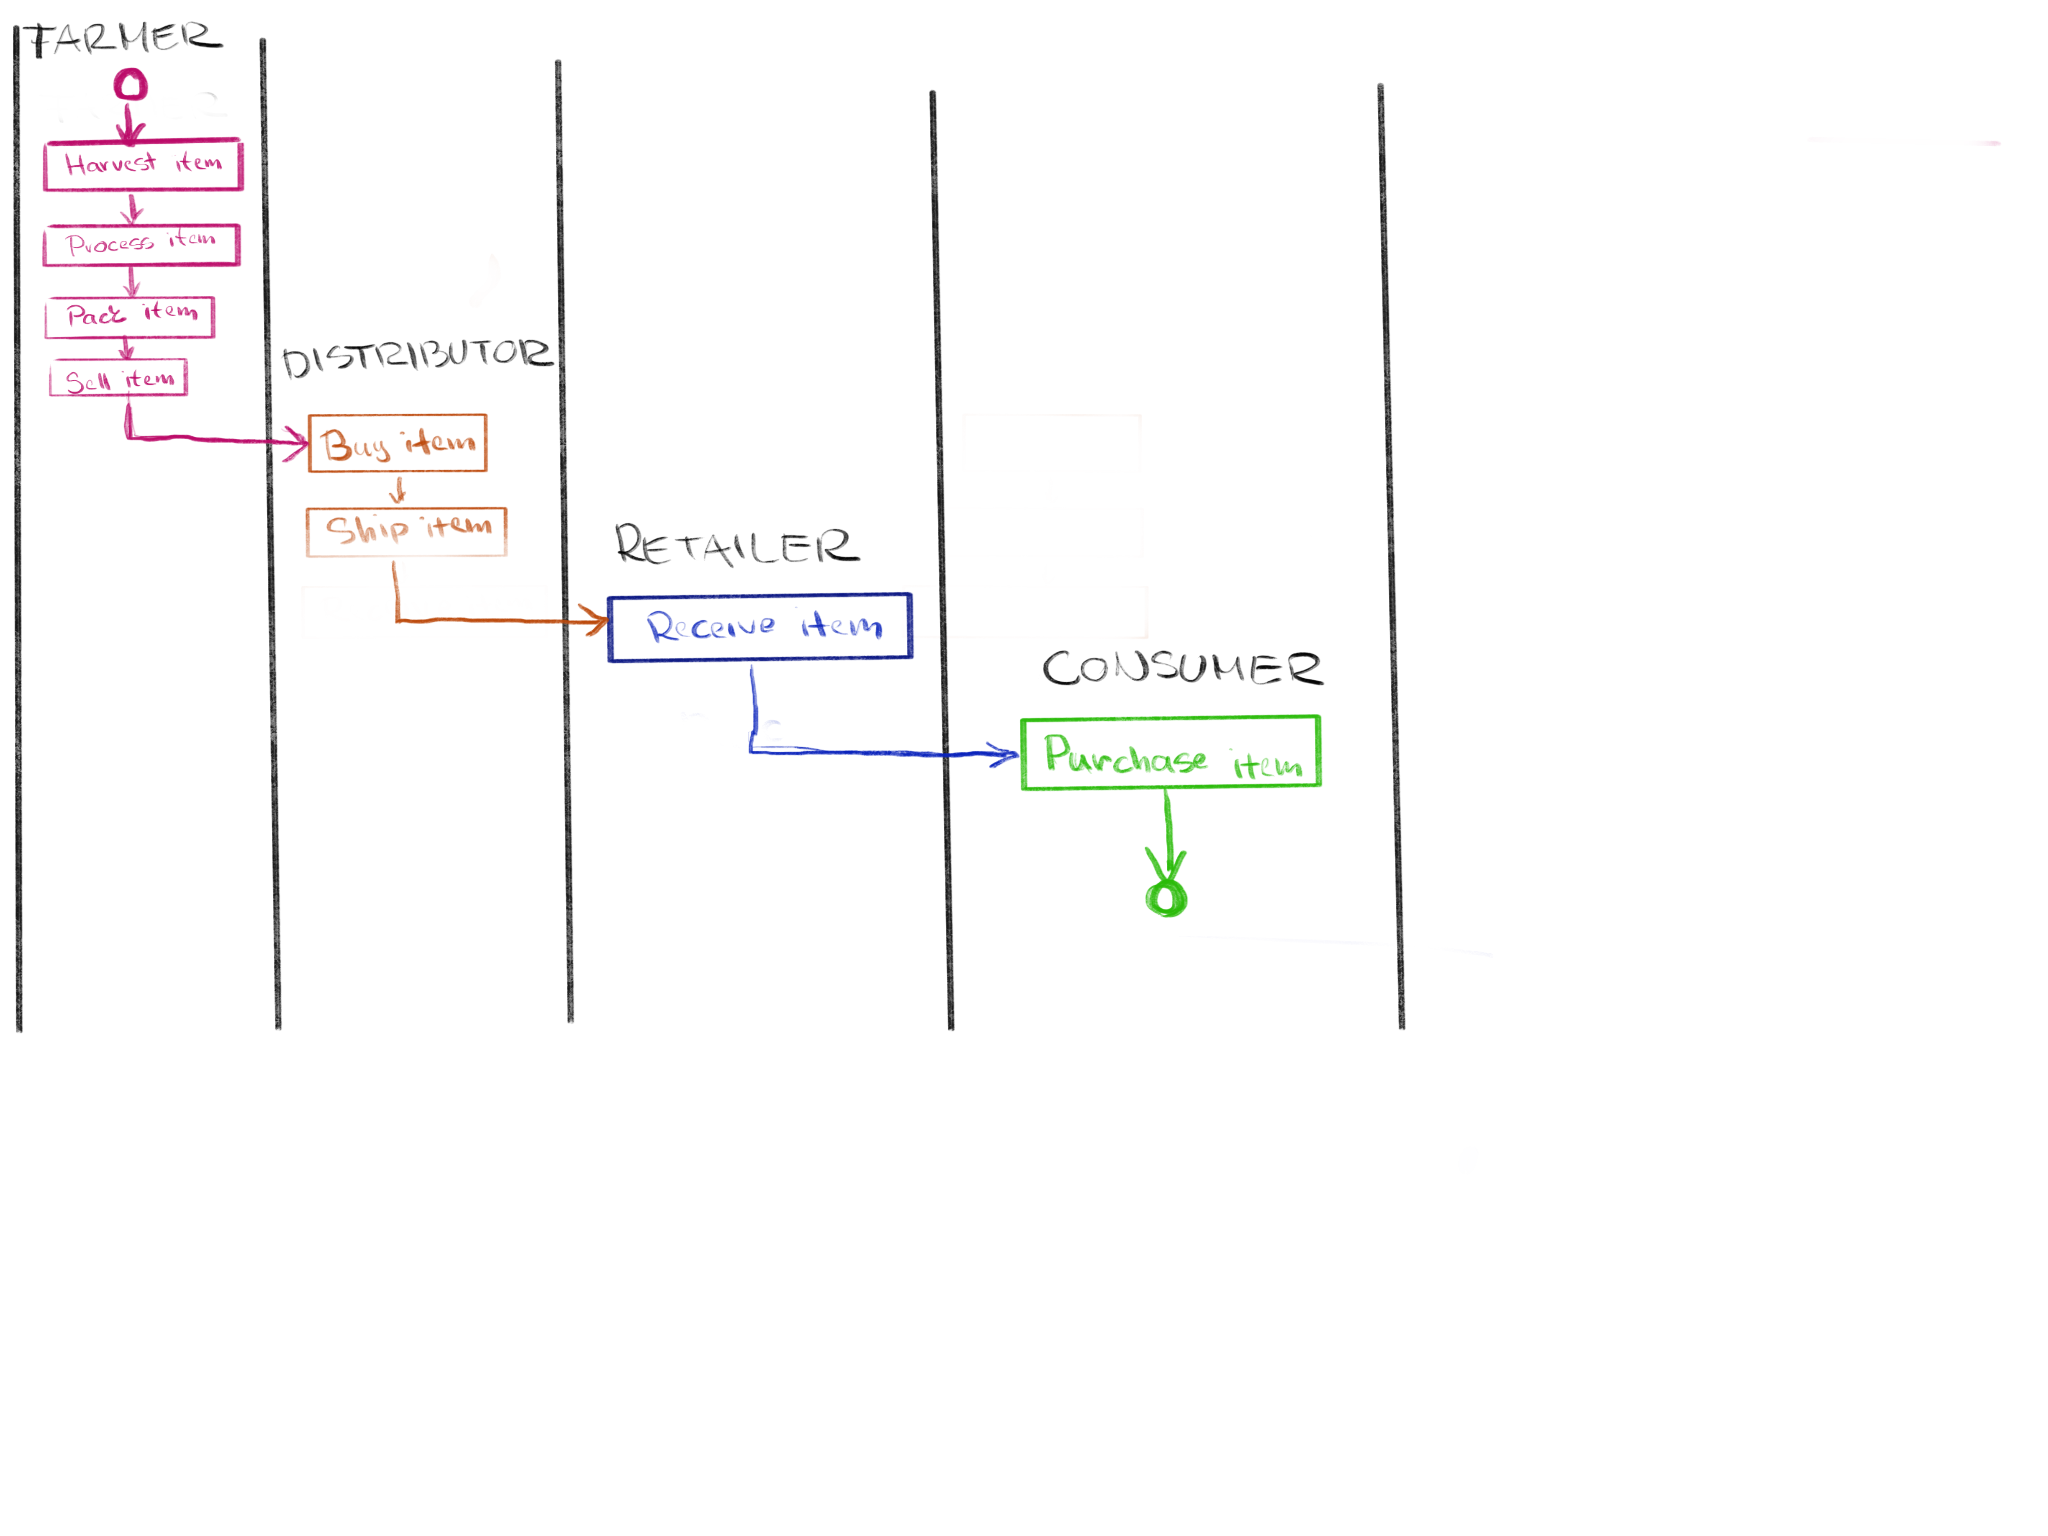 FARMER
Harvest item
Process item
Pack item
Sell item
DISTRIBUTOR
Buy item
Ship item
RETAILER
Receive item
CONSUMER
Purchase item